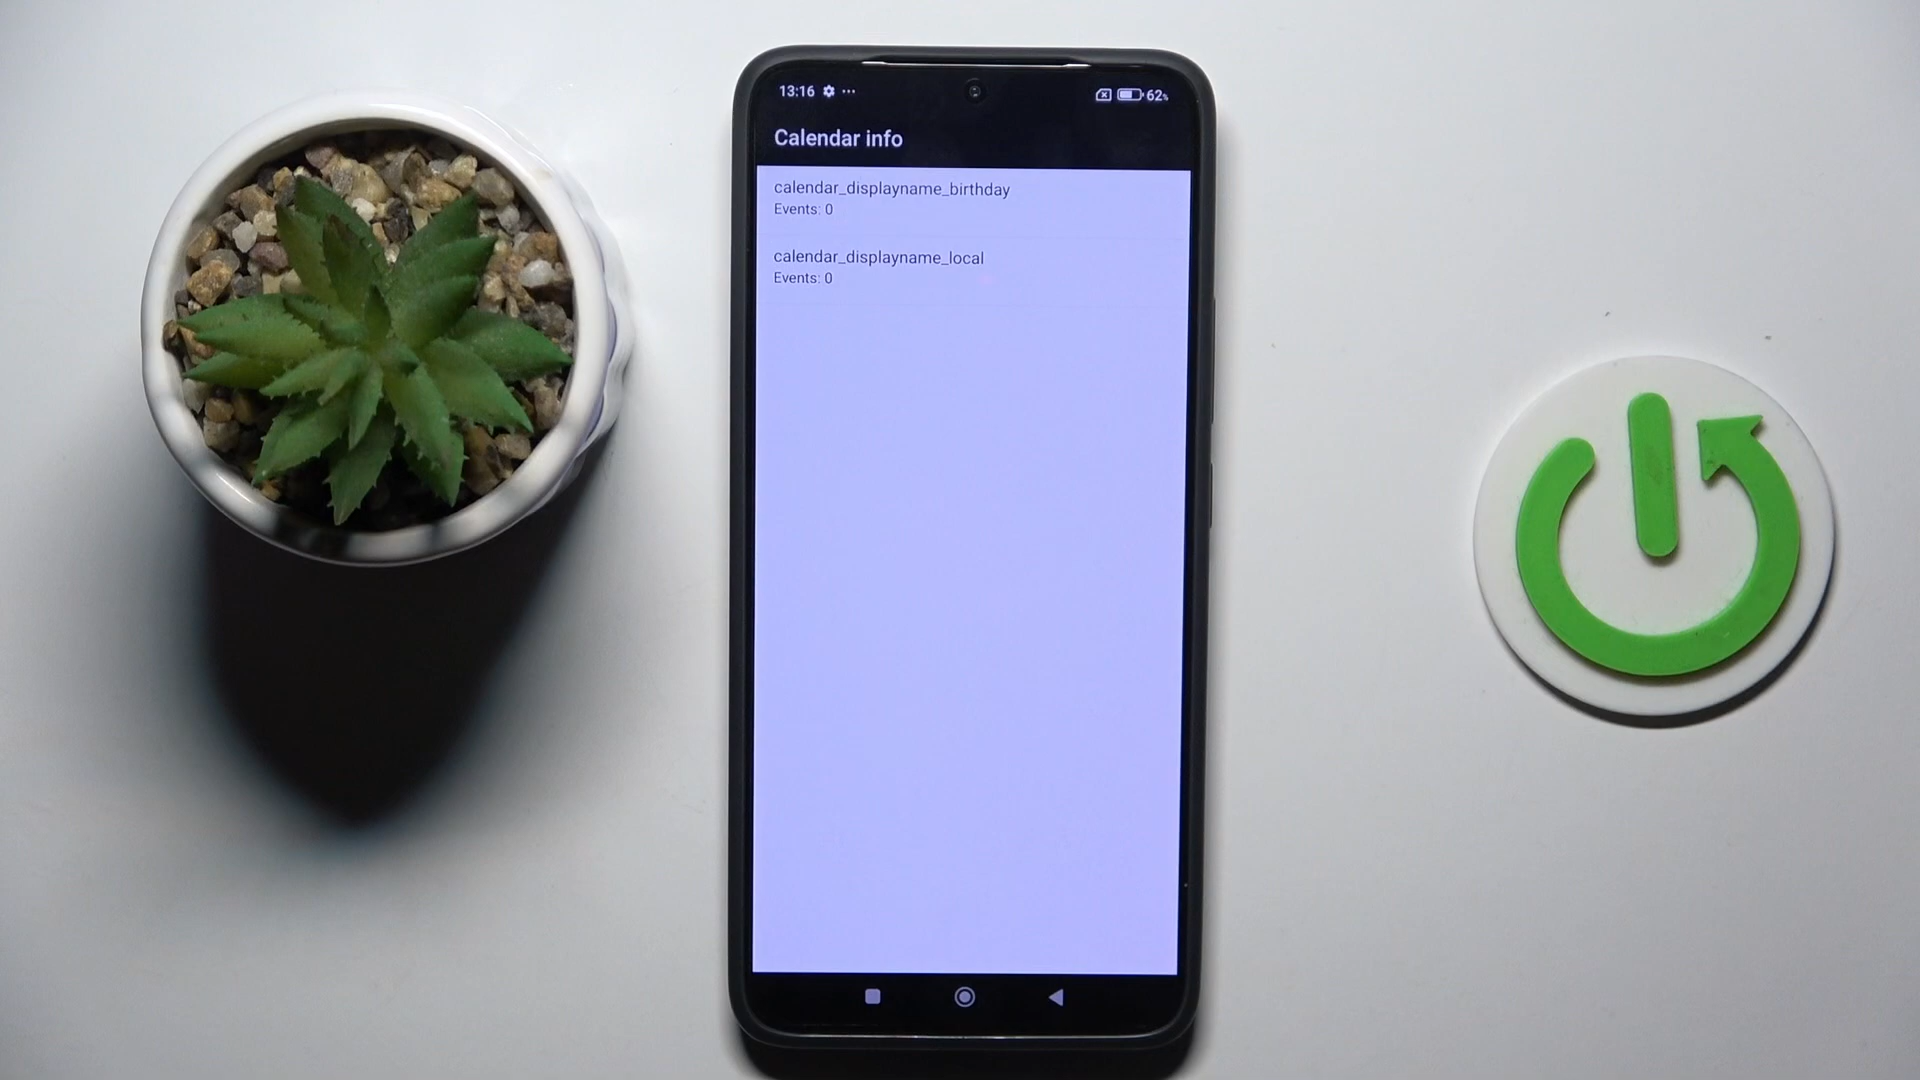 13:16
62%
Calendar info
calendar_displayname_birthday
Events: 0
calendar_displayname_local
Events: 0